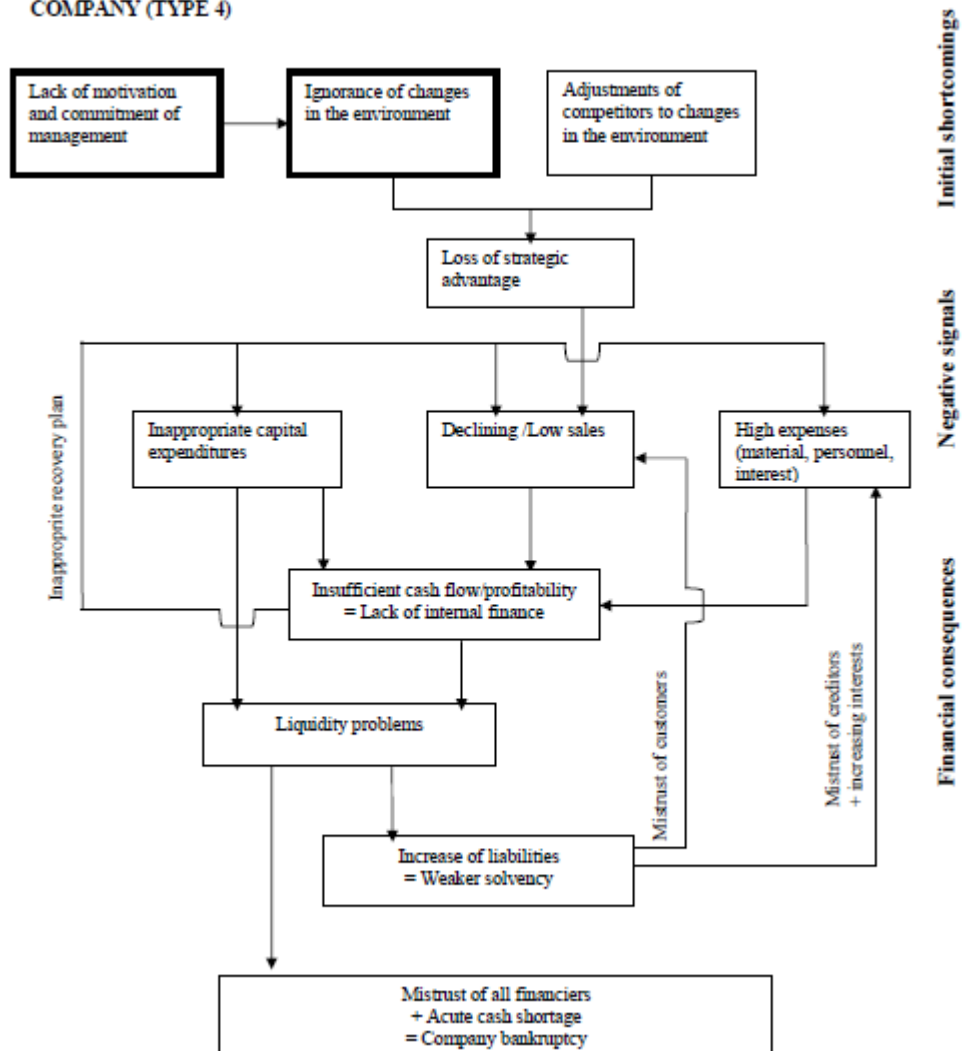 COMPANY (TYPE 4)
Lack of motivation
and commitment of
management
Ignorance of changes
in the environment
Adjustments of
competitors to changes
in the environment
Initial shortcomings
Loss of strategic
advantage
Negative signals
Inappropriate capital
expenditures
Declining /Low sales
High expenses
(material, personnel,
interest)
Inapproprite recovery plan
Insufficient cash flow/profitability
= Lack of internal finance
Financial consequences
Liquidity problems
Mistrust of customers
Mistrust of creditors
+ increasing interests
Increase of liabilities
= Weaker solvency
Mistrust of all financiers
+ Acute cash shortage
= Company bankruptcy